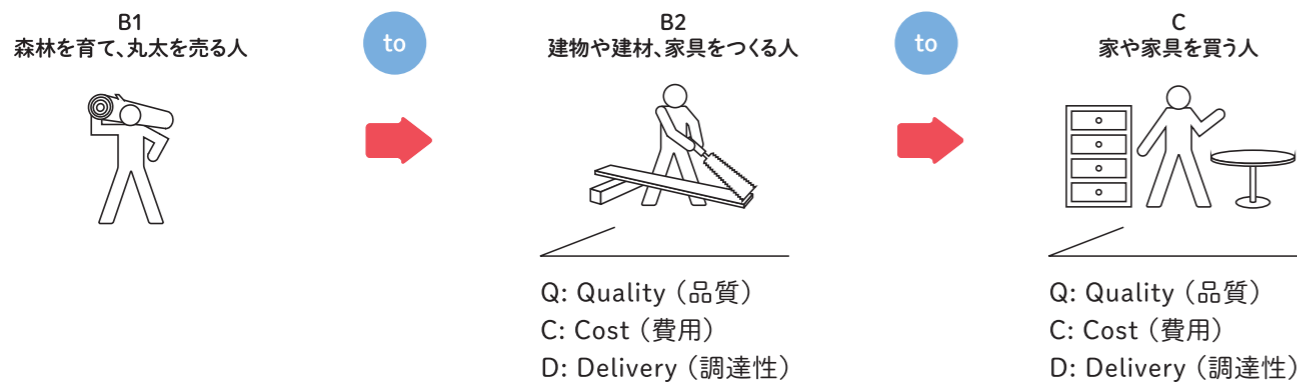 B1
森林を育て、丸太を売る人
to
B2
建物や建材、家具をつくる人
to
C
家や家具を買う人
Q: Quality（品質）
C: Cost（費用）
D: Delivery（調達性）
Q: Quality（品質）
C: Cost（費用）
D: Delivery（調達性）